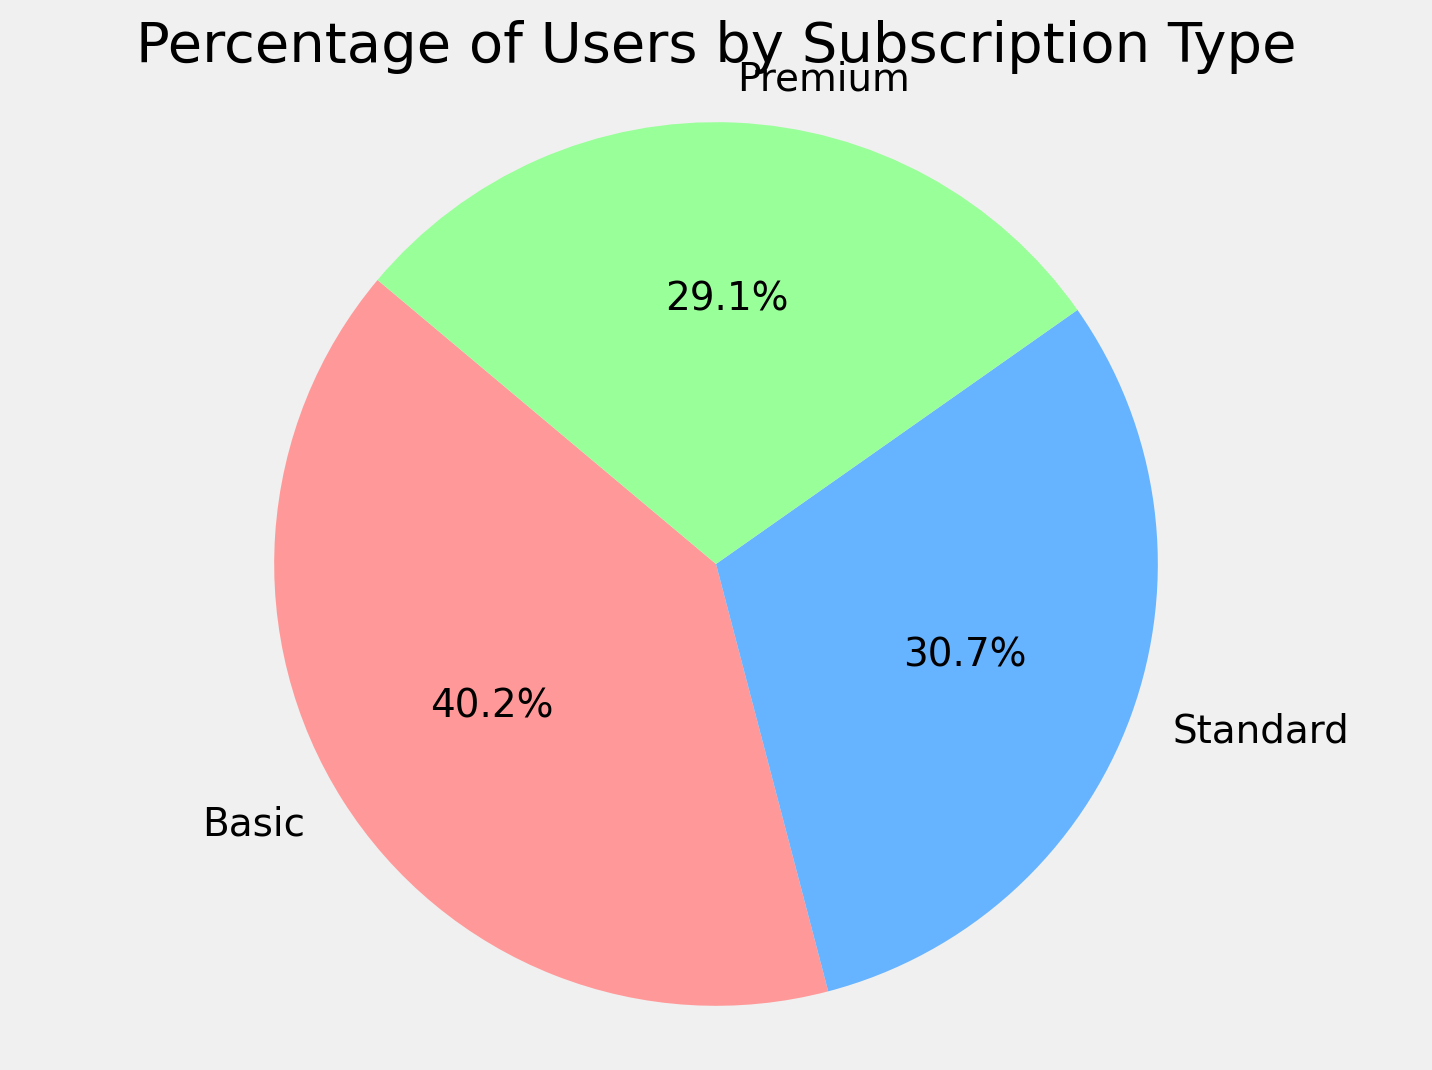 Percentage of Users by Subscription Type
Premium
29.1%
30.7%
40.2%
Standard
Basic